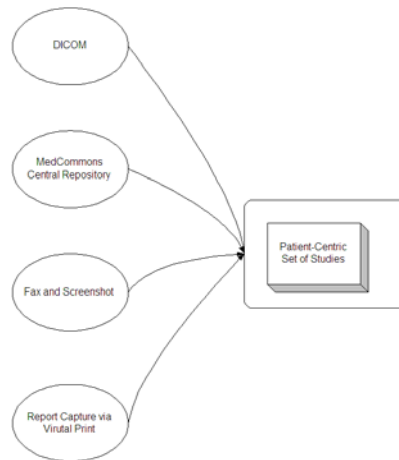 DICOM
MedCommons
Central Repository
Patient-Centric
Set of Studies
Fax and Screenshot
Report Capture via
Virutal Print